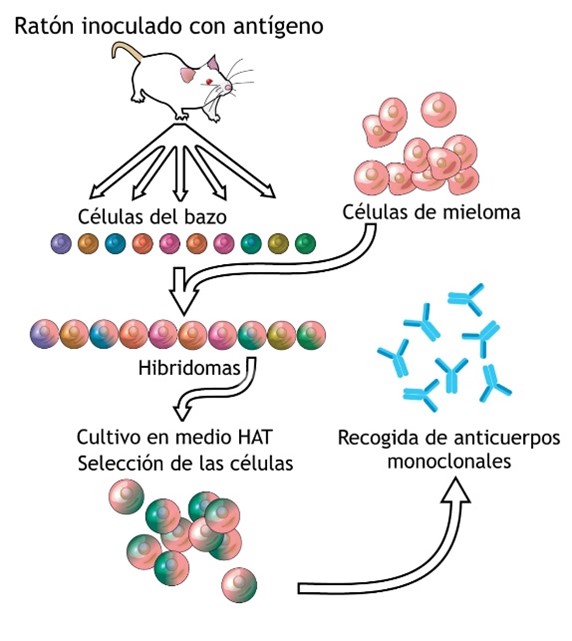 Ratón inoculado con antígeno
Células del bazo
Células de mieloma
Hibridomas
Cultivo en medio HAT
Selección de las células
Recogida de anticuerpos
monoclonales